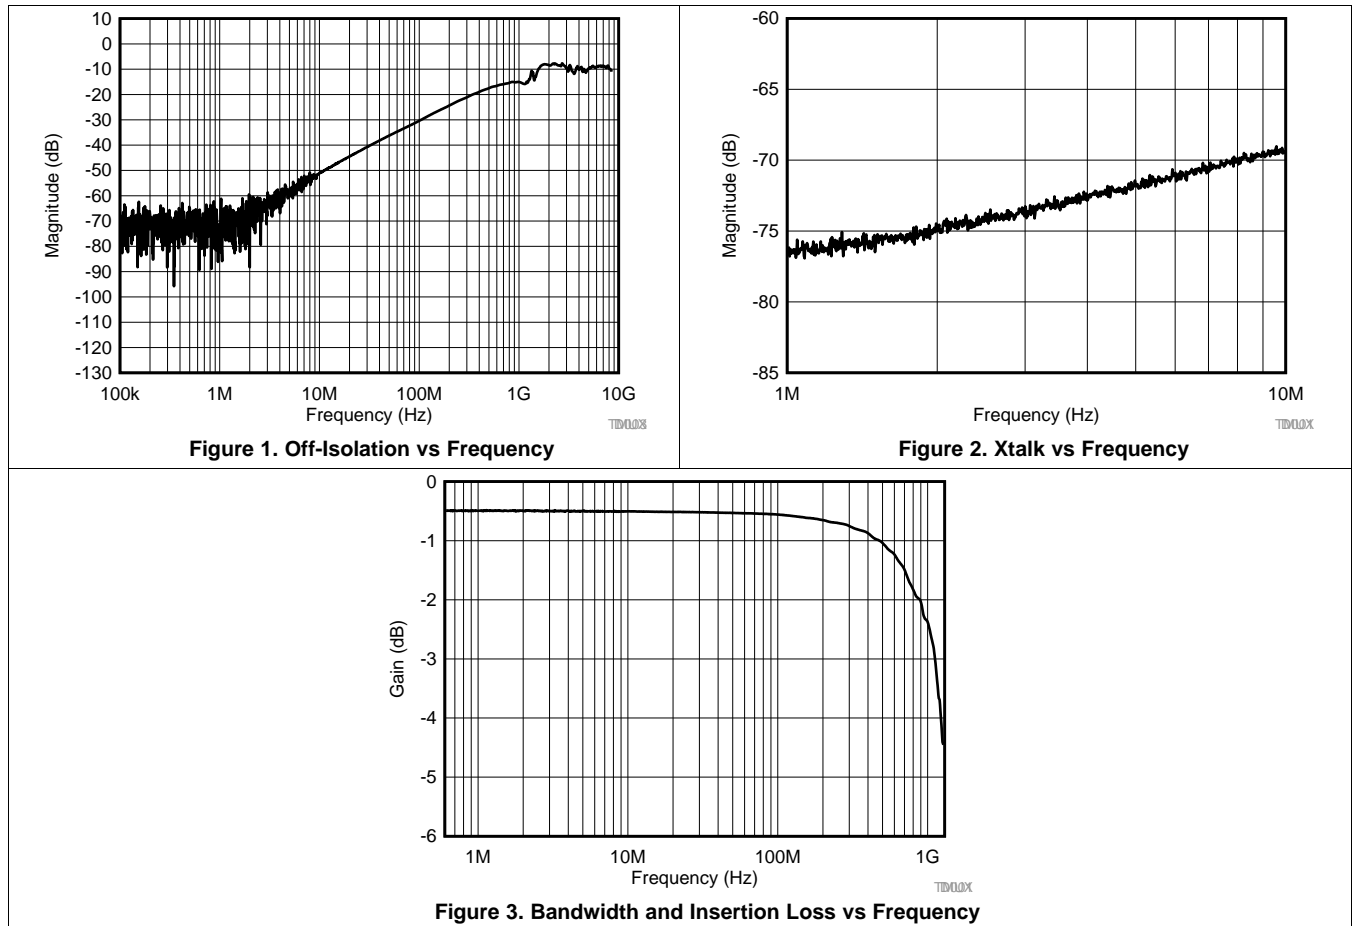 10
0
-10
-20
-30
-40
-50
-60
-70
-80
-90
-100
-110
-120
-130
Magnitude (dB)
100k 1M 10M 100M 1G 10G
Frequency (Hz)
Figure 1. Off-Isolation vs Frequency
-60
-65
-70
-75
-80
-85
Magnitude (dB)
1M 10M
Frequency (Hz)
Figure 2. Xtalk vs Frequency
0
-1
-2
-3
-4
-5
-6
Gain (dB)
1M 10M 100M 1G
Frequency (Hz)
Figure 3. Bandwidth and Insertion Loss vs Frequency